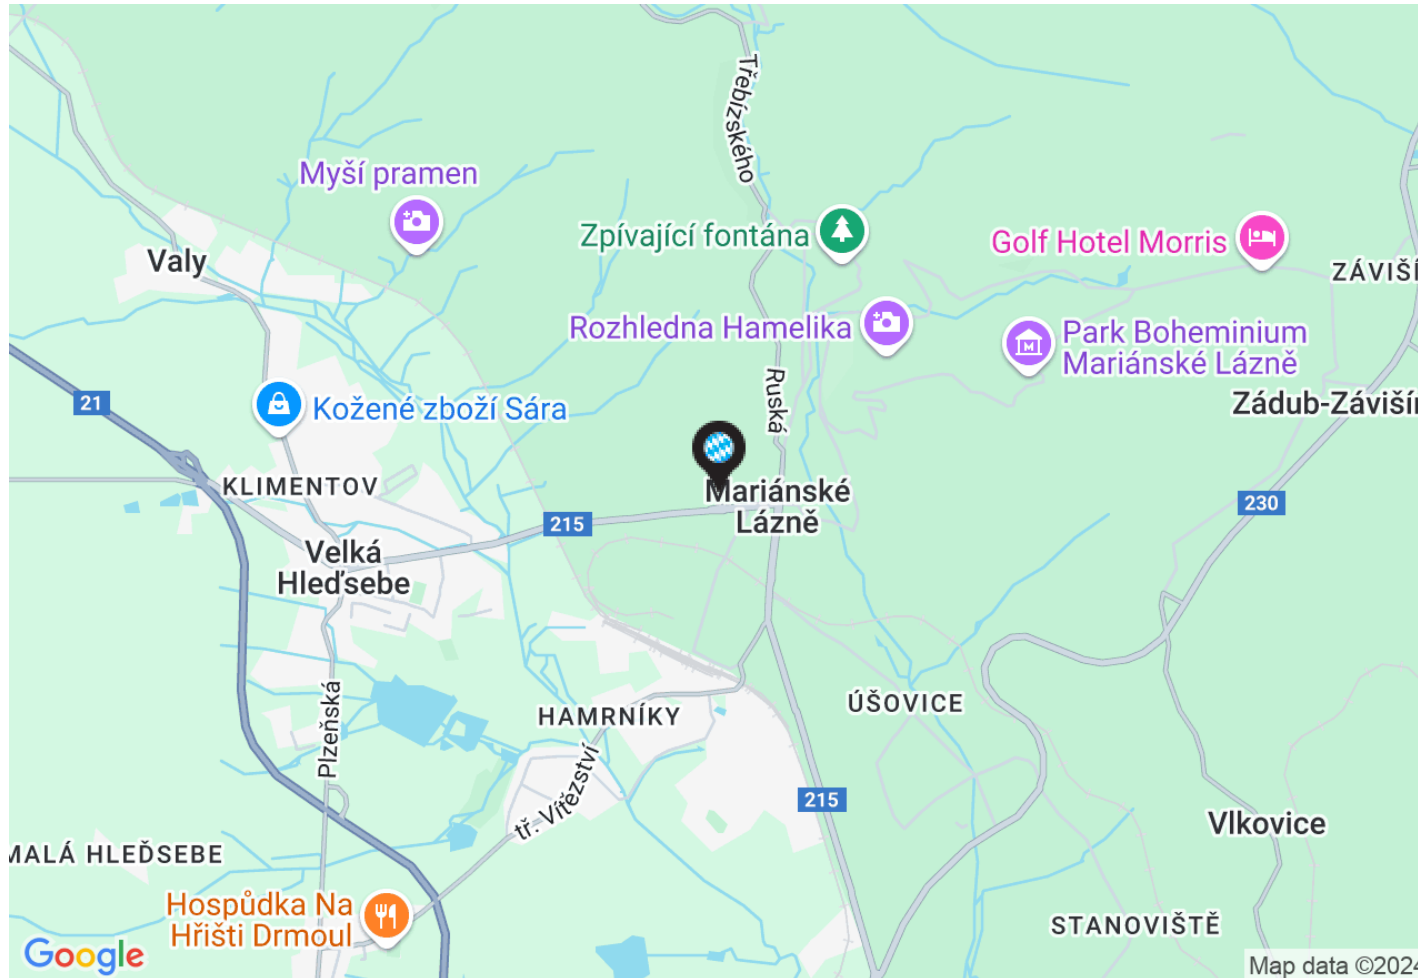 Třebízského
Myší pramen
Zpívající fontána
Golf Hotel Morris
Valy
ZÁVIŠÍ
Rozhledna Hamelika
Park Boheminium
Mariánské Lázně
Ruská
21
Kožené zboží Sára
Zádub-Závišín
KLIMENTOV
Mariánské
Lázně
230
215
Velká
Hleďsebe
Plzeňská
HAMRNÍKY
ÚŠOVICE
tř. Vítězství
215
Vlkovice
MALÁ HLEĎSEBE
Hospůdka Na
Hřišti Drmoul
STANOVIŠTĚ
Google
Map data ©2024